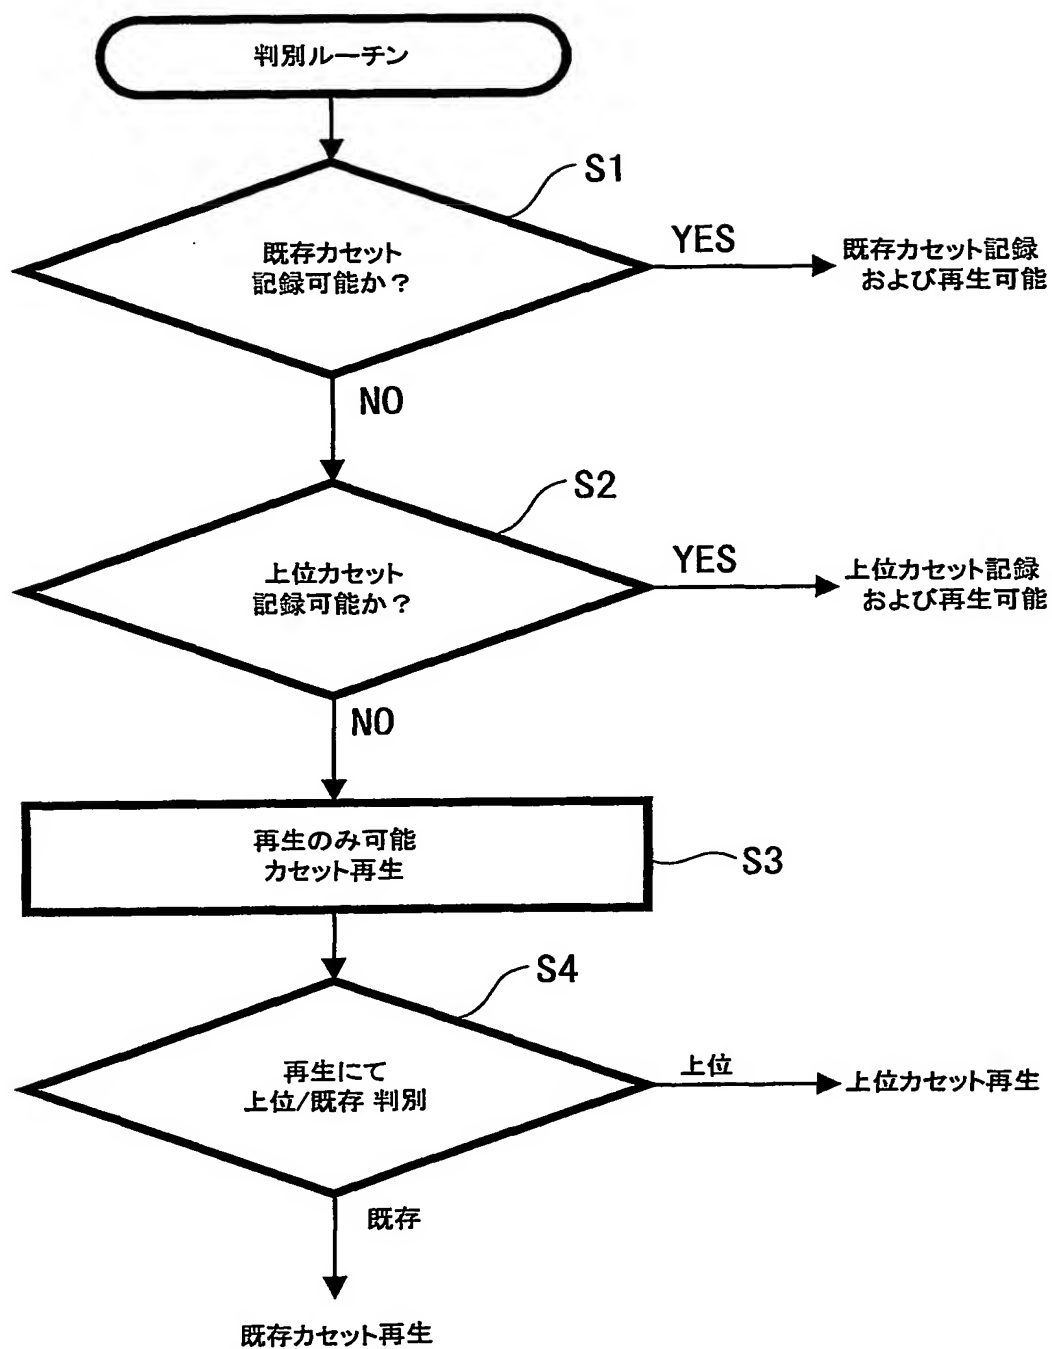 判別ルーチン
S1
既存カセット
記録可能か？
YES
既存カセット記録
および再生可能
NO
S2
上位カセット
記録可能か？
YES
上位カセット記録
および再生可能
NO
再生のみ可能
カセット再生
S3
S4
再生にて
上位/既存 判別
上位
上位カセット再生
既存
既存カセット再生